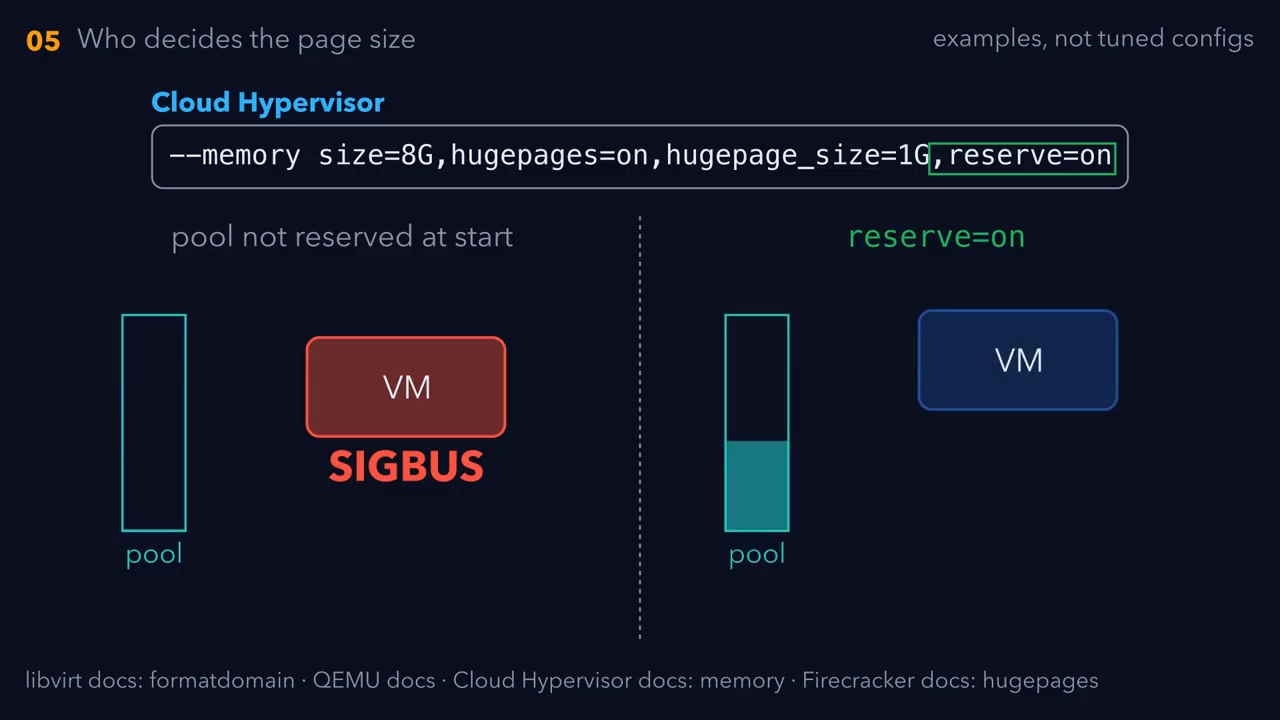 05 Who decides the page size
examples, not tuned configs
Cloud Hypervisor
--memory size=8G,hugepages=on,hugepage_size=1G,reserve=on
pool not reserved at start
reserve=on
VM
SIGBUS
pool
VM
pool
libvirt docs: formatdomain · QEMU docs · Cloud Hypervisor docs: memory · Firecracker docs: hugepages